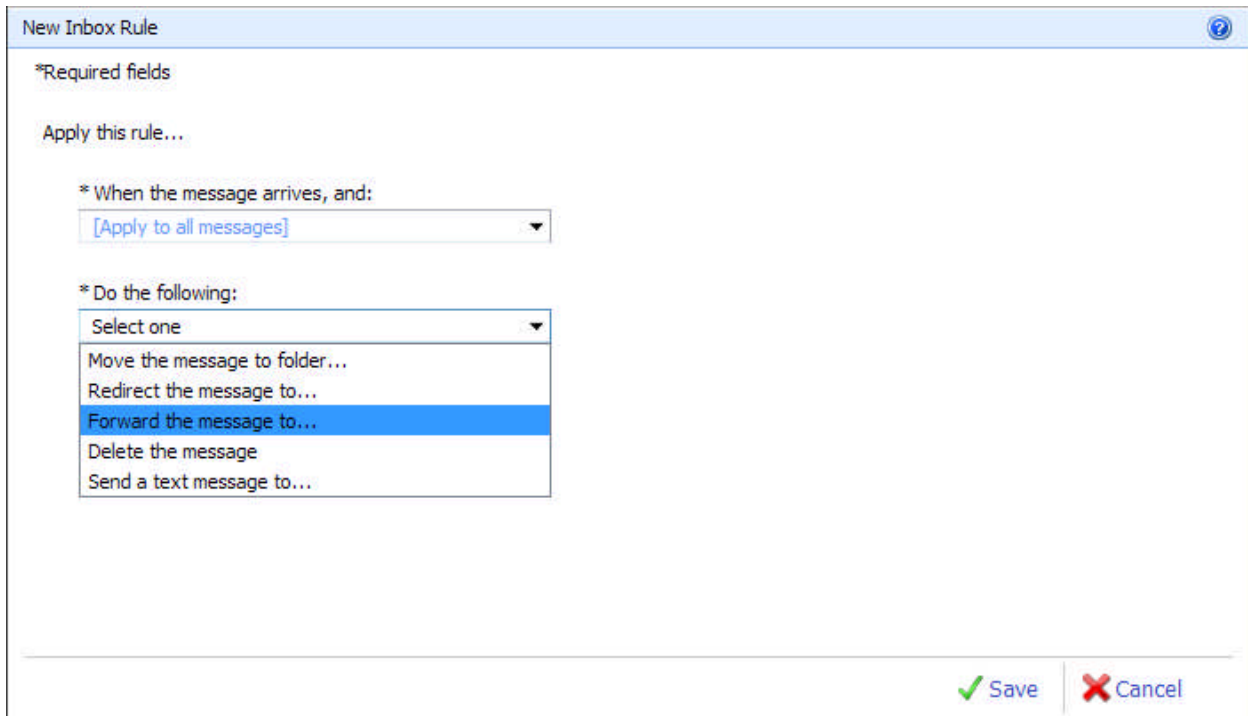 New Inbox Rule
*Required fields
Apply this rule...
* When the message arrives, and:
[Apply to all messages]
* Do the following:
Select one
Move the message to folder...
Redirect the message to...
Forward the message to...
Delete the message
Send a text message to...
Save Cancel